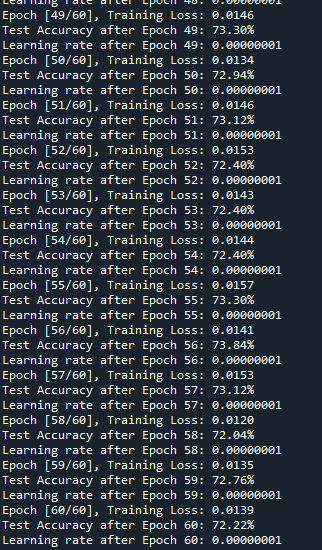 Learning rate after Epoch 48: 0.00000001
Epoch [49/60], Training Loss: 0.0146
Test Accuracy after Epoch 49: 73.30%
Learning rate after Epoch 49: 0.00000001
Epoch [50/60], Training Loss: 0.0134
Test Accuracy after Epoch 50: 72.94%
Learning rate after Epoch 50: 0.00000001
Epoch [51/60], Training Loss: 0.0146
Test Accuracy after Epoch 51: 73.12%
Learning rate after Epoch 51: 0.00000001
Epoch [52/60], Training Loss: 0.0153
Test Accuracy after Epoch 52: 72.40%
Learning rate after Epoch 52: 0.00000001
Epoch [53/60], Training Loss: 0.0143
Test Accuracy after Epoch 53: 72.40%
Learning rate after Epoch 53: 0.00000001
Epoch [54/60], Training Loss: 0.0144
Test Accuracy after Epoch 54: 72.40%
Learning rate after Epoch 54: 0.00000001
Epoch [55/60], Training Loss: 0.0157
Test Accuracy after Epoch 55: 73.30%
Learning rate after Epoch 55: 0.00000001
Epoch [56/60], Training Loss: 0.0141
Test Accuracy after Epoch 56: 73.84%
Learning rate after Epoch 56: 0.00000001
Epoch [57/60], Training Loss: 0.0153
Test Accuracy after Epoch 57: 73.12%
Learning rate after Epoch 57: 0.00000001
Epoch [58/60], Training Loss: 0.0120
Test Accuracy after Epoch 58: 72.04%
Learning rate after Epoch 58: 0.00000001
Epoch [59/60], Training Loss: 0.0135
Test Accuracy after Epoch 59: 72.76%
Learning rate after Epoch 59: 0.00000001
Epoch [60/60], Training Loss: 0.0139
Test Accuracy after Epoch 60: 72.22%
Learning rate after Epoch 60: 0.00000001